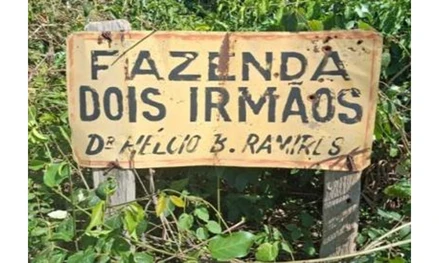 FAZENDA
DOIS IRMÃOS
DR HÉLCIO B. RAMIRES